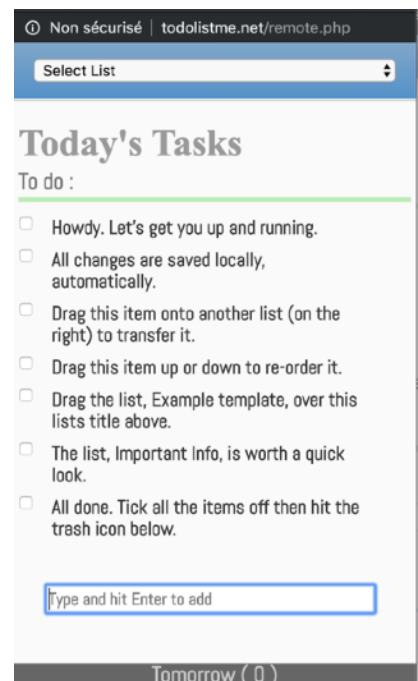 Non sécurisé | todolistme.net/remote.php
Select List
Today's Tasks
To do :
Howdy. Let's get you up and running.
All changes are saved locally,
automatically.
Drag this item onto another list (on the
right) to transfer it.
Drag this item up or down to re-order it.
Drag the list, Example template, over this
lists title above.
The list, Important Info, is worth a quick
look.
All done. Tick all the items off then hit the
trash icon below.
Type and hit Enter to add
Tomorrow ( 0 )